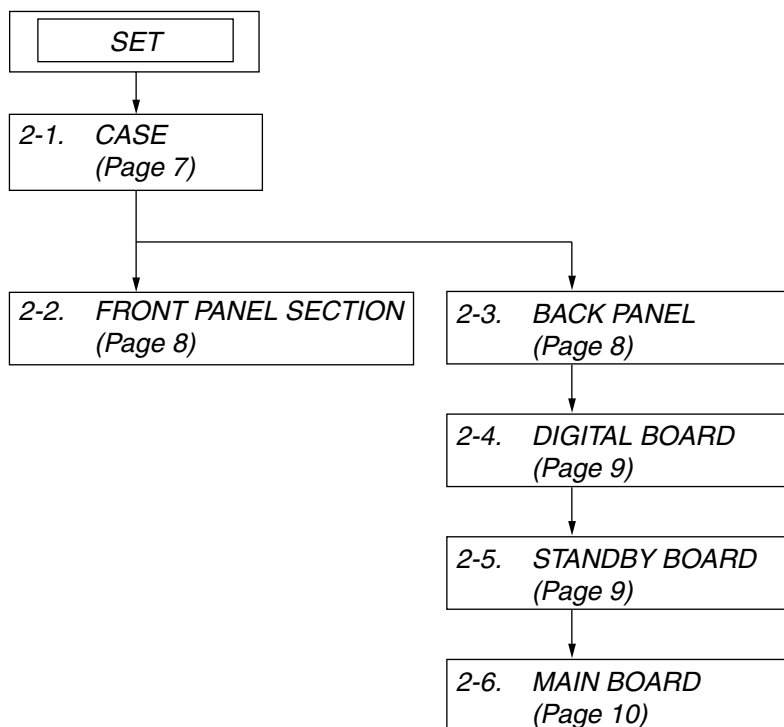 SET
2-1. CASE
(Page 7)
2-2. FRONT PANEL SECTION
(Page 8)
2-3. BACK PANEL
(Page 8)
2-4. DIGITAL BOARD
(Page 9)
2-5. STANDBY BOARD
(Page 9)
2-6. MAIN BOARD
(Page 10)